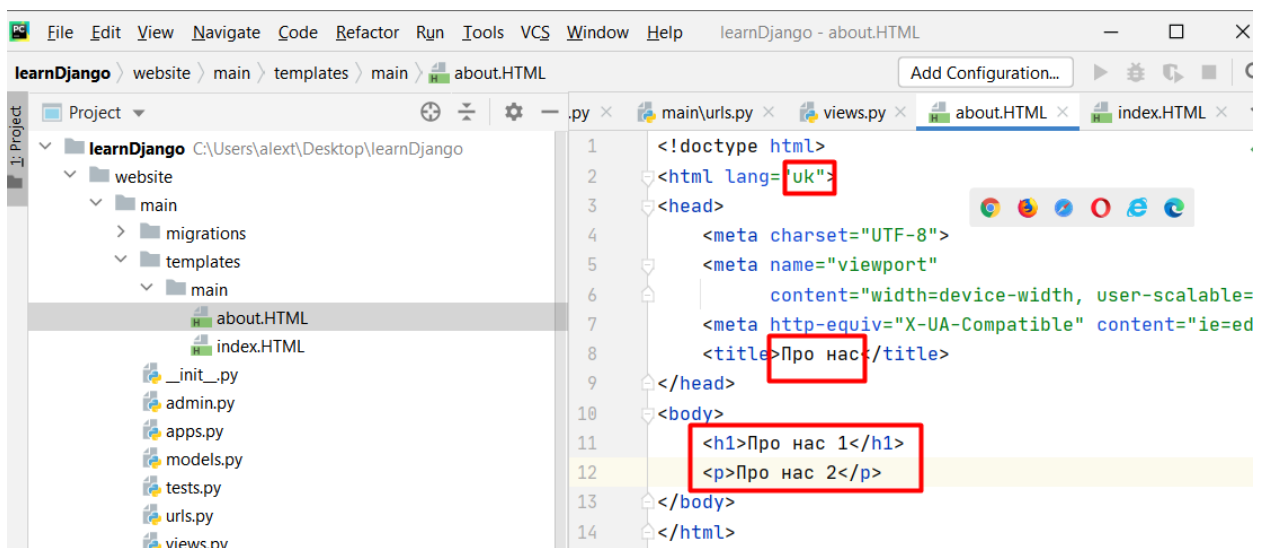 PC File Edit View Navigate Code Refactor Run Tools VCS Window Help learnDjango - about.HTML
learnDjango website main templates main about.HTML Add Configuration...
1: Project
Project
.py main\urls.py views.py about.HTML index.HTML
learnDjango C:\Users\alext\Desktop\learnDjango
website
main
migrations
templates
main
about.HTML
index.HTML
__init__.py
admin.py
apps.py
models.py
tests.py
urls.py
views.py
1 <!doctype html>
2 <html lang="uk">
3 <head>
4 <meta charset="UTF-8">
5 <meta name="viewport"
6 content="width=device-width, user-scalable=
7 <meta http-equiv="X-UA-Compatible" content="ie=ed
8 <title>Про нас</title>
9 </head>
10 <body>
11 <h1>Про нас 1</h1>
12 <p>Про нас 2</p>
13 </body>
14 </html>